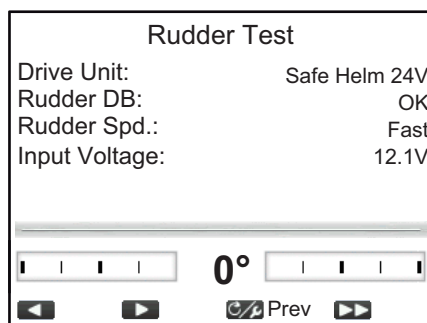 Rudder Test
Drive Unit: Safe Helm 24V
Rudder DB: OK
Rudder Spd.: Fast
Input Voltage: 12.1V
0°
Prev